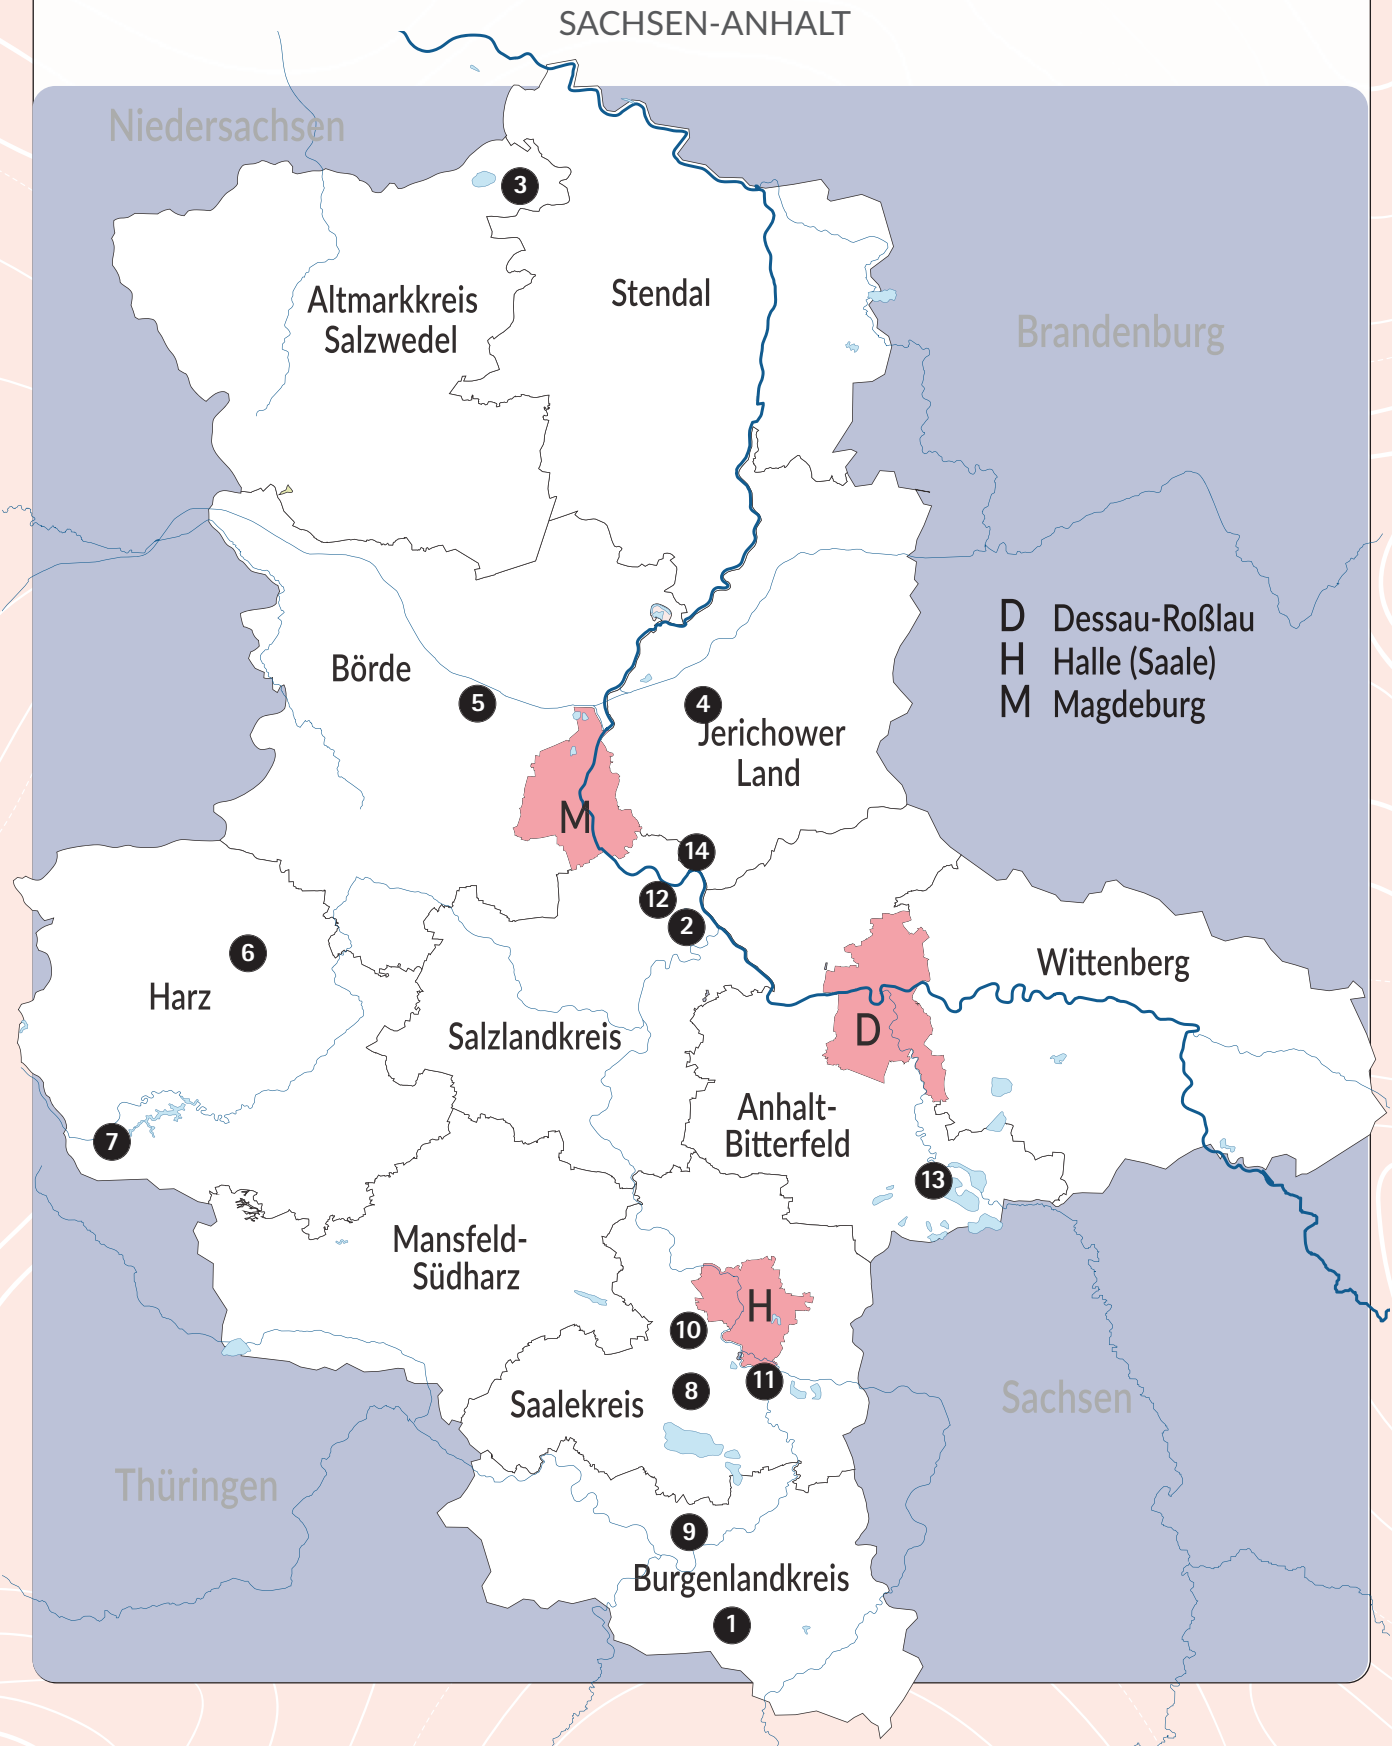 SACHSEN-ANHALT
Niedersachsen
3
Stendal
Altmarkkreis
Salzwedel
Brandenburg
D Dessau-Roßlau
H Halle (Saale)
M Magdeburg
Börde
5
4
Jerichower
Land
M
14
12
2
6
Harz
Wittenberg
Salzlandkreis
D
Anhalt-
Bitterfeld
7
13
Mansfeld-
Südharz
H
10
11
8
Saalekreis
Sachsen
Thüringen
9
Burgenlandkreis
1